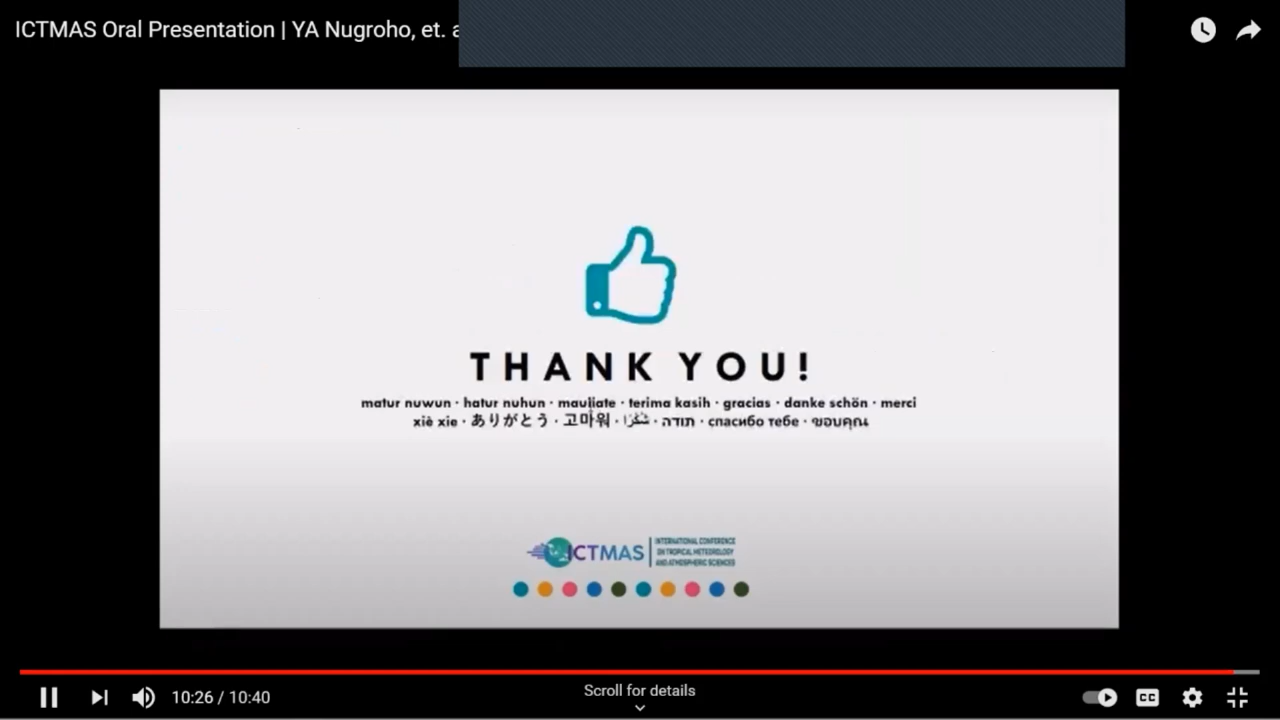 ICTMAS Oral Presentation | YA Nugroho, et. a
THANK YOU!
matur nuwun · hatur nuhun · mauliate · terima kasih · gracias · danke schön · merci
xiè xie · ありがとう · 고마워 · شكرا · תודה · спасибо тебе · ขอบคุณ
ICTMAS
INTERNATIONAL CONFERENCE
ON TROPICAL METEOROLOGY
AND ATMOSPHERIC SCIENCES
Scroll for details
10:26 / 10:40
CC